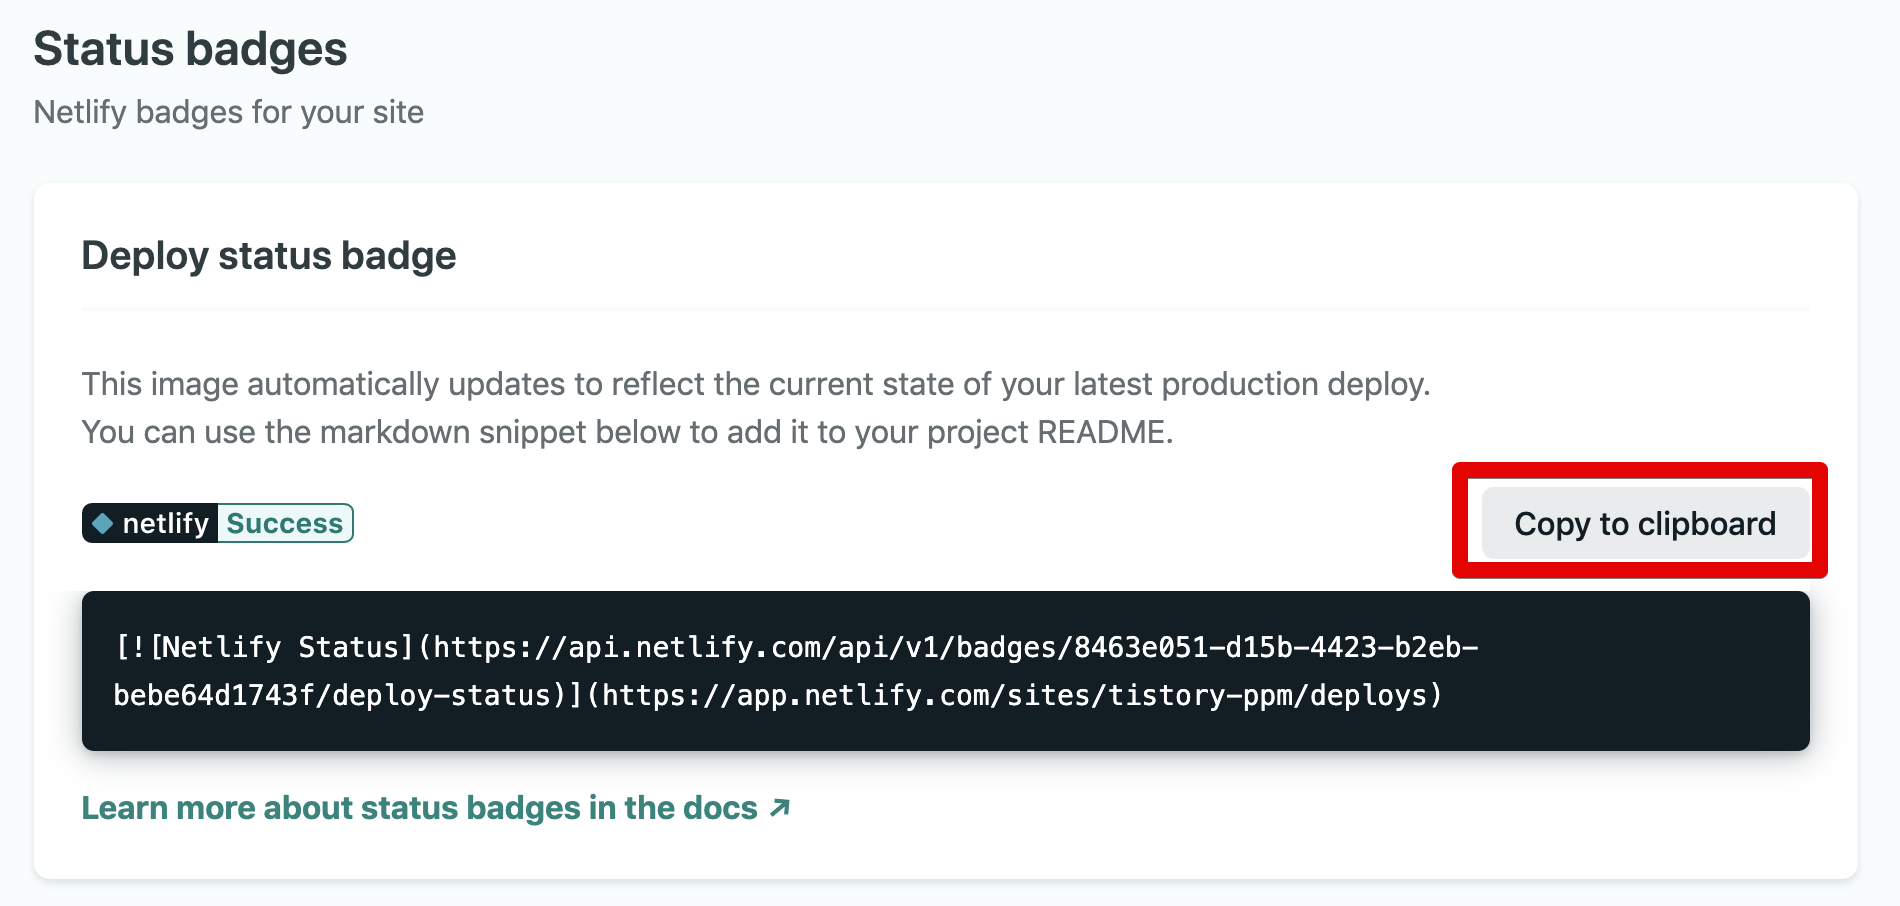 Status badges
Netlify badges for your site
Deploy status badge
This image automatically updates to reflect the current state of your latest production deploy.
You can use the markdown snippet below to add it to your project README.
netlify Success
Copy to clipboard
[![Netlify Status](https://api.netlify.com/api/v1/badges/8463e051-d15b-4423-b2eb-
bebe64d1743f/deploy-status)](https://app.netlify.com/sites/tistory-ppm/deploys)
Learn more about status badges in the docs ↗